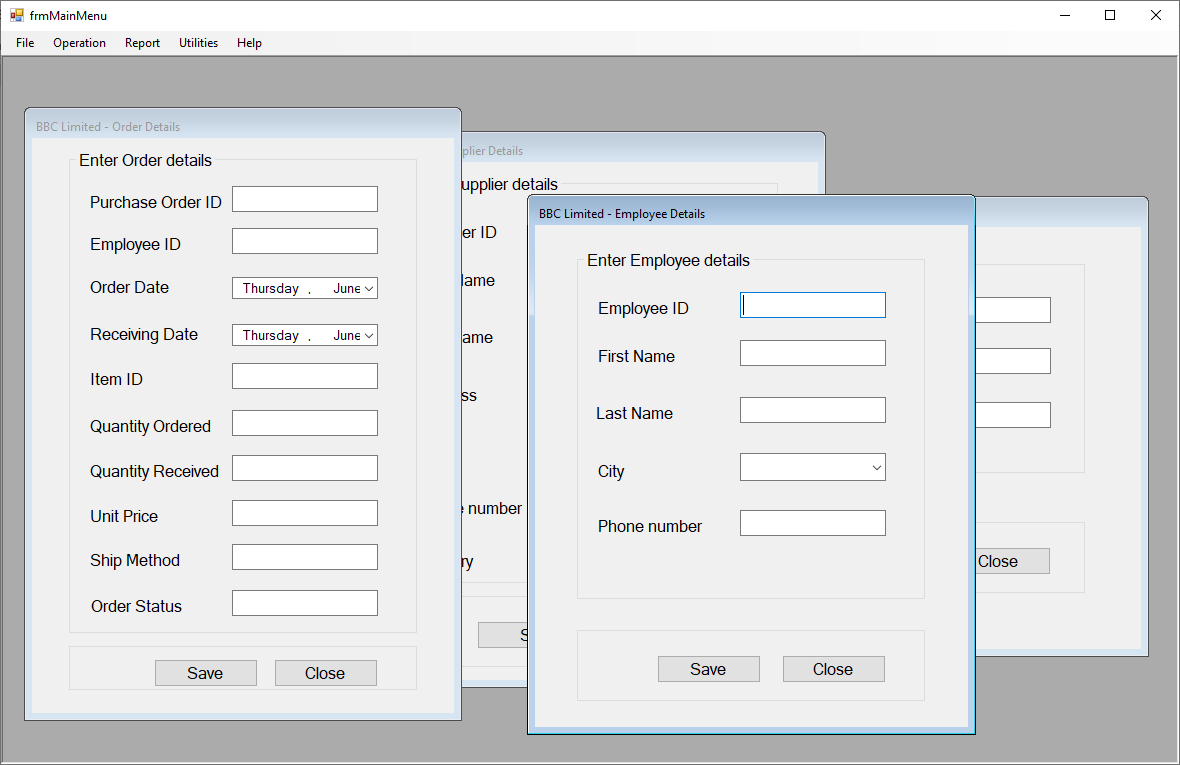 frmMainMenu
File Operation Report Utilities Help
BBC Limited - Order Details
Enter Order details
Purchase Order ID
Employee ID
Order Date Thursday , June
Receiving Date Thursday , June
Item ID
Quantity Ordered
Quantity Received
Unit Price
Ship Method
Order Status
Save Close
plier Details
upplier details
er ID
ame
ame
ss
number
ry
S
BBC Limited - Employee Details
Enter Employee details
Employee ID
First Name
Last Name
City
Phone number
Save Close
Close